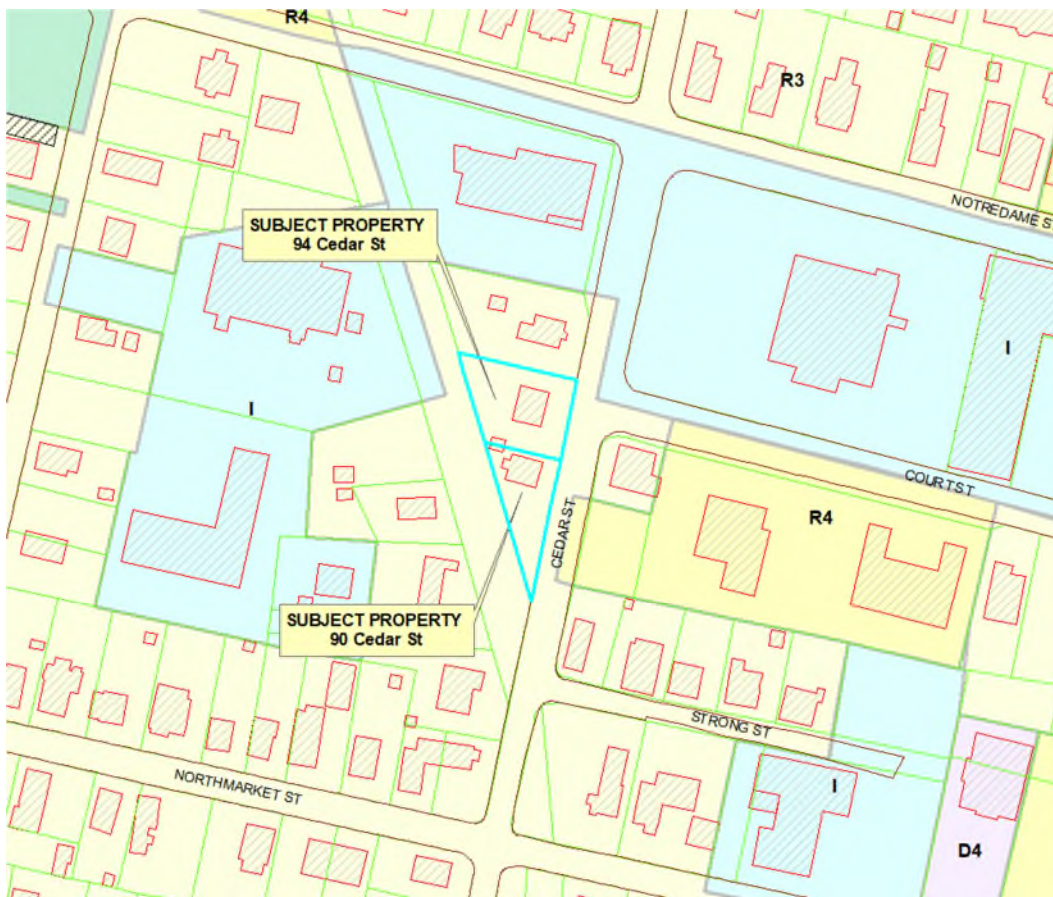 R4
R3
NOTREDAME S
SUBJECT PROPERTY
94 Cedar St
I
I
COURT ST
R4
CEDAR ST
SUBJECT PROPERTY
90 Cedar St
STRONG ST
NORTHMARKET ST
I
D4